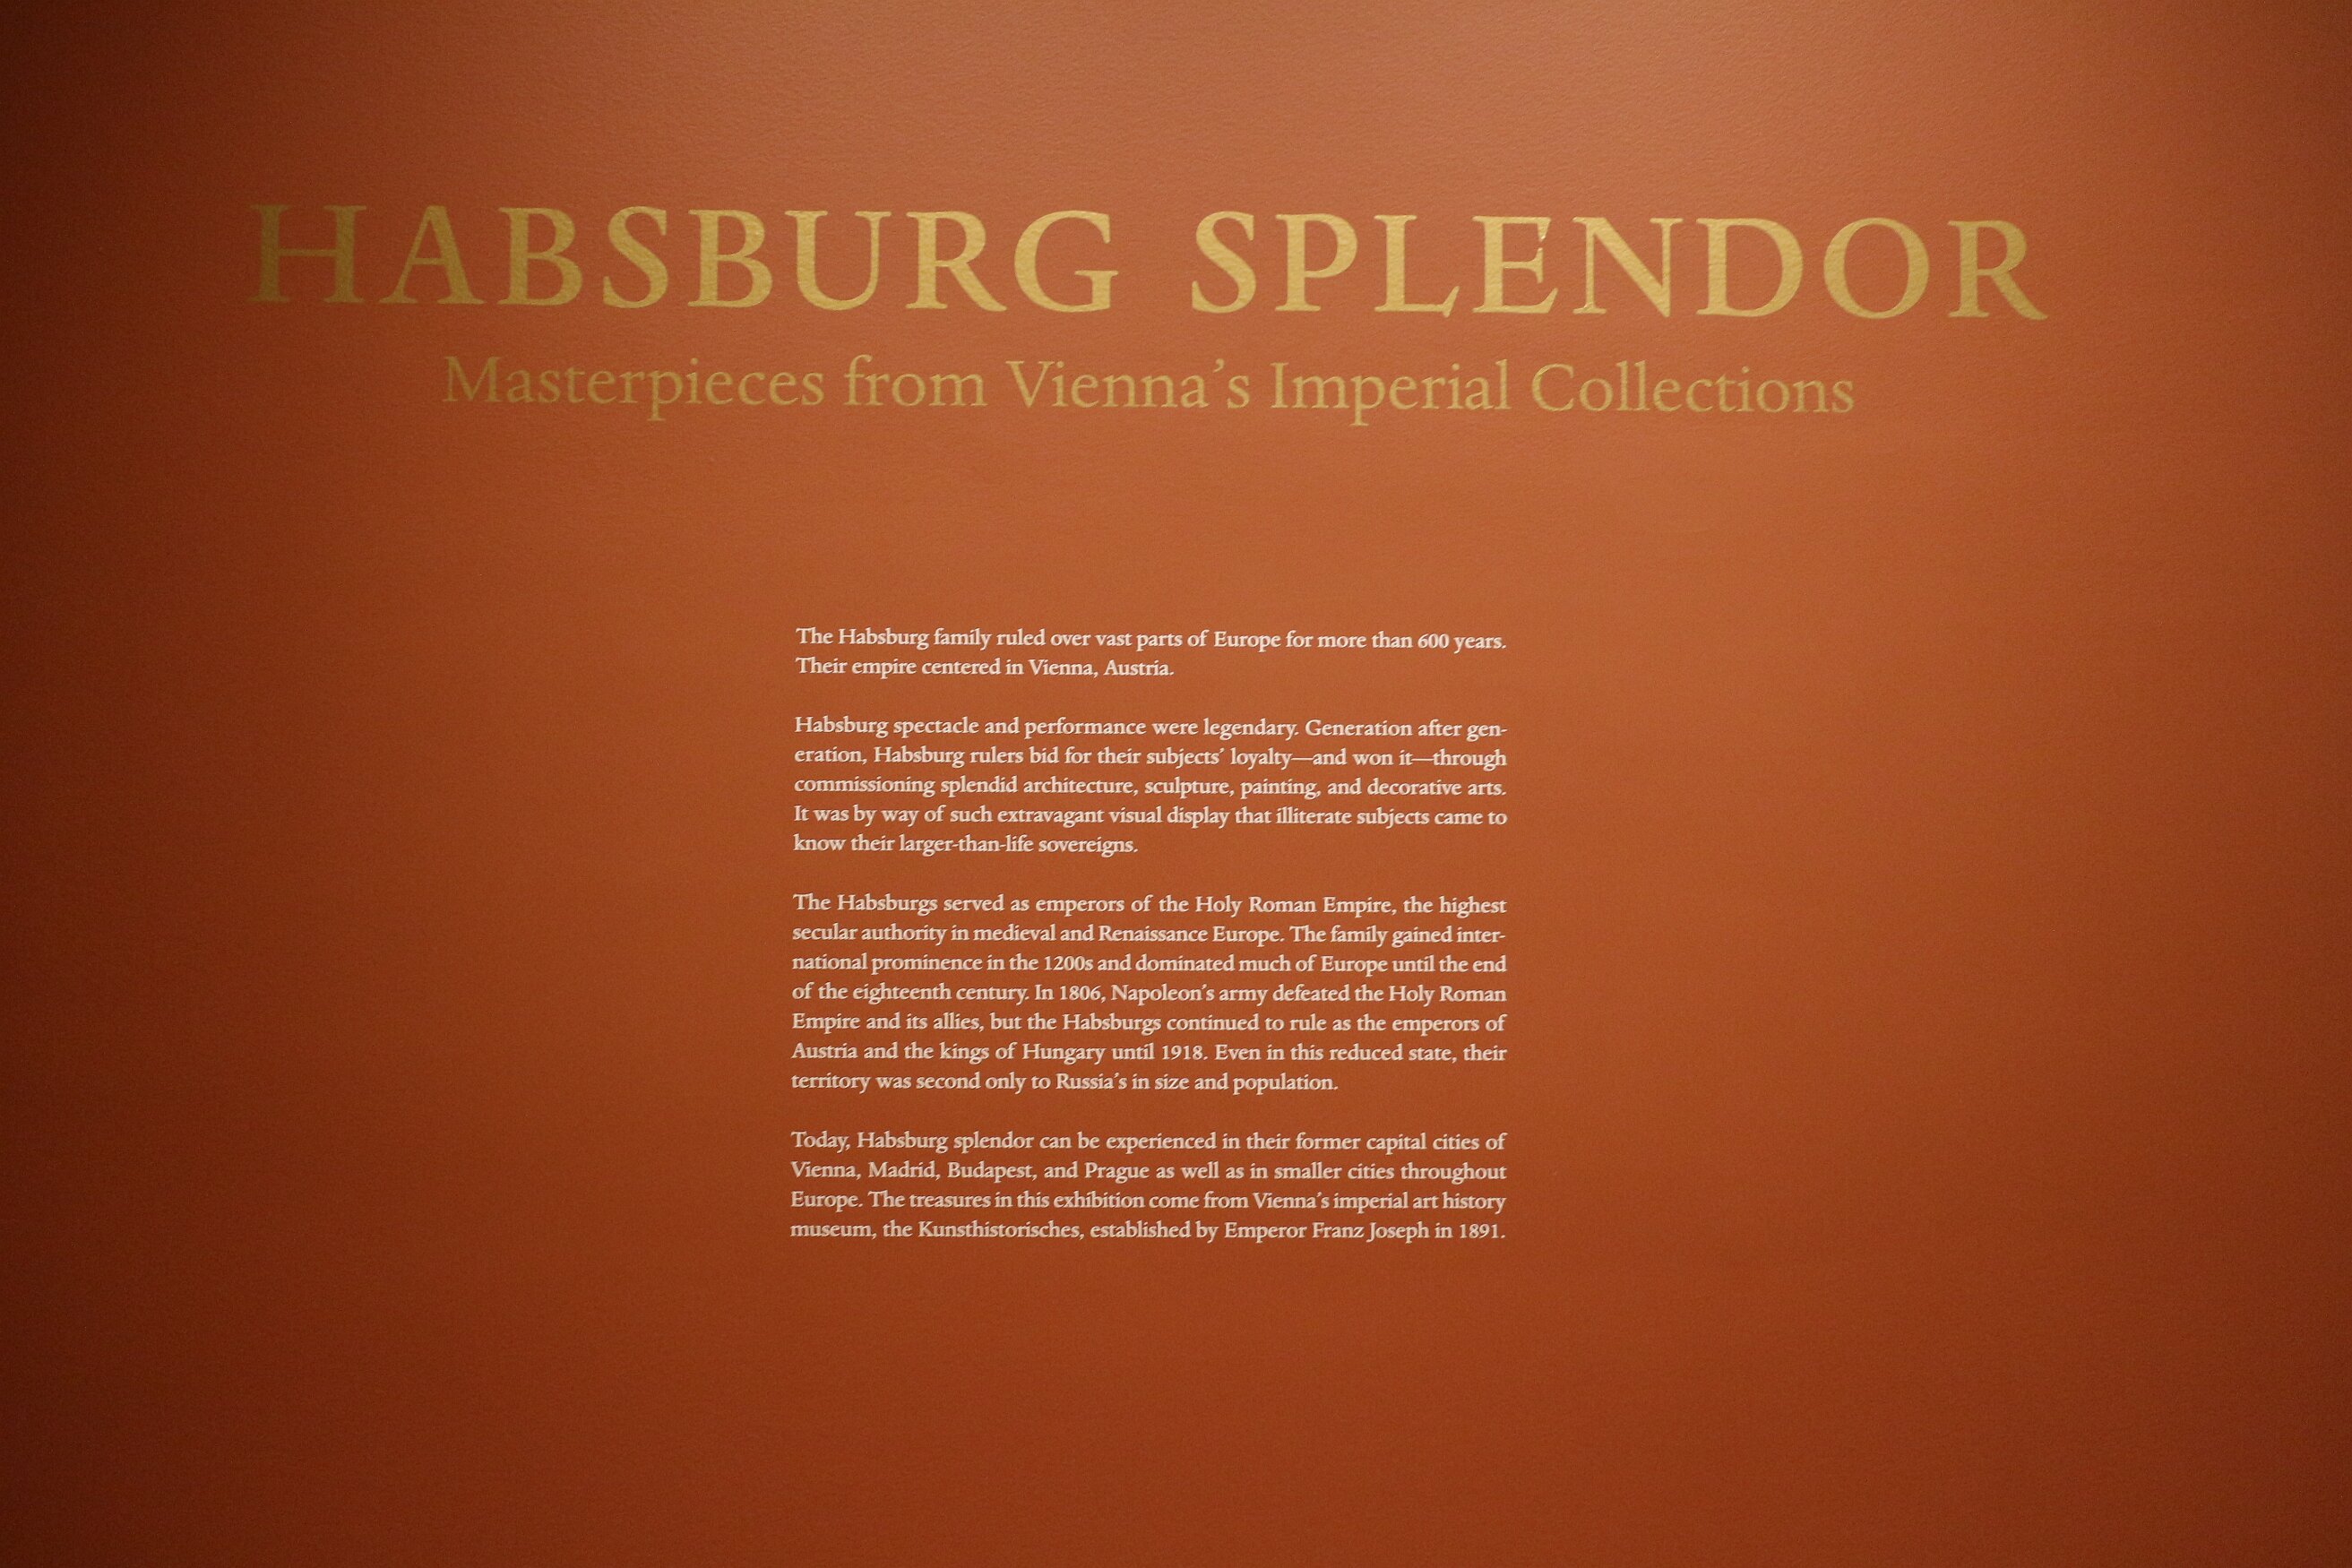 HABSBURG SPLENDOR
Masterpieces from Vienna’s Imperial Collections
The Habsburg family ruled over vast parts of Europe for more than 600 years.
Their empire centered in Vienna, Austria.
Habsburg spectacle and performance were legendary. Generation after gen-
eration, Habsburg rulers bid for their subjects’ loyalty—and won it—through
commissioning splendid architecture, sculpture, painting, and decorative arts.
It was by way of such extravagant visual display that illiterate subjects came to
know their larger-than-life sovereigns.
The Habsburgs served as emperors of the Holy Roman Empire, the highest
secular authority in medieval and Renaissance Europe. The family gained inter-
national prominence in the 1200s and dominated much of Europe until the end
of the eighteenth century. In 1806, Napoleon’s army defeated the Holy Roman
Empire and its allies, but the Habsburgs continued to rule as the emperors of
Austria and the kings of Hungary until 1918. Even in this reduced state, their
territory was second only to Russia’s in size and population.
Today, Habsburg splendor can be experienced in their former capital cities of
Vienna, Madrid, Budapest, and Prague as well as in smaller cities throughout
Europe. The treasures in this exhibition come from Vienna’s imperial art history
museum, the Kunsthistorisches, established by Emperor Franz Joseph in 1891.